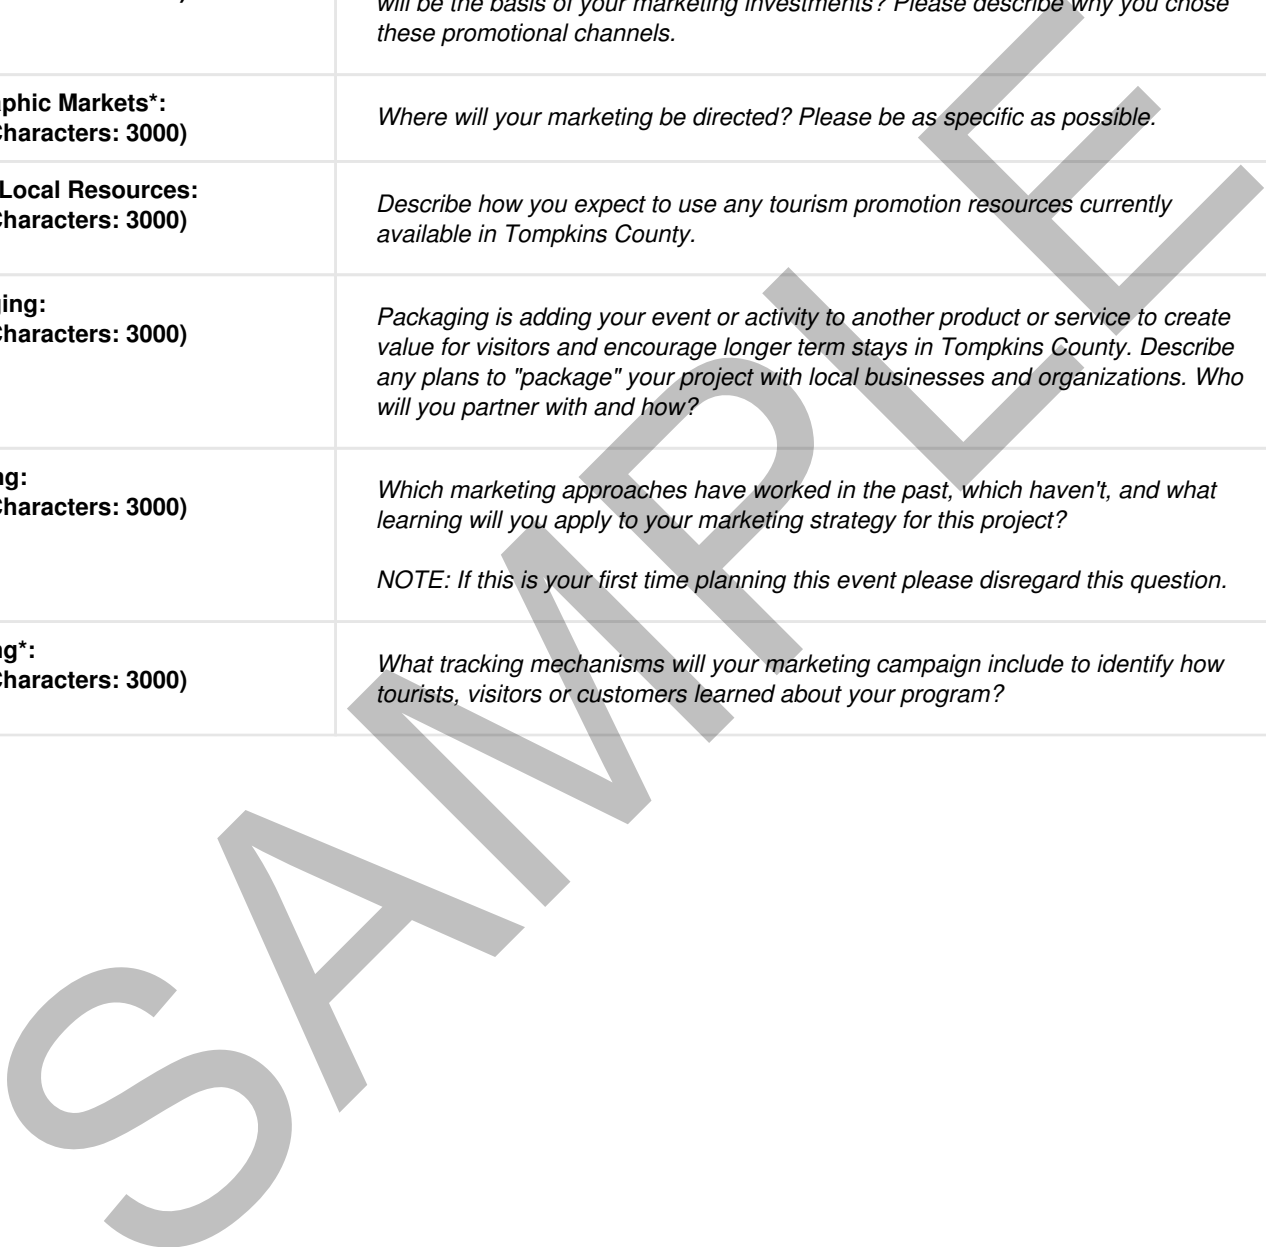 will be the basis of your marketing investments? Please describe why you chose
these promotional channels.
aphic Markets*:
Characters: 3000)
Where will your marketing be directed? Please be as specific as possible.
Local Resources:
Characters: 3000)
Describe how you expect to use any tourism promotion resources currently
available in Tompkins County.
ing:
Characters: 3000)
Packaging is adding your event or activity to another product or service to create
value for visitors and encourage longer term stays in Tompkins County. Describe
any plans to "package" your project with local businesses and organizations. Who
will you partner with and how?
ng:
Characters: 3000)
Which marketing approaches have worked in the past, which haven't, and what
learning will you apply to your marketing strategy for this project?
NOTE: If this is your first time planning this event please disregard this question.
ng*:
Characters: 3000)
What tracking mechanisms will your marketing campaign include to identify how
tourists, visitors or customers learned about your program?
SAMPLE